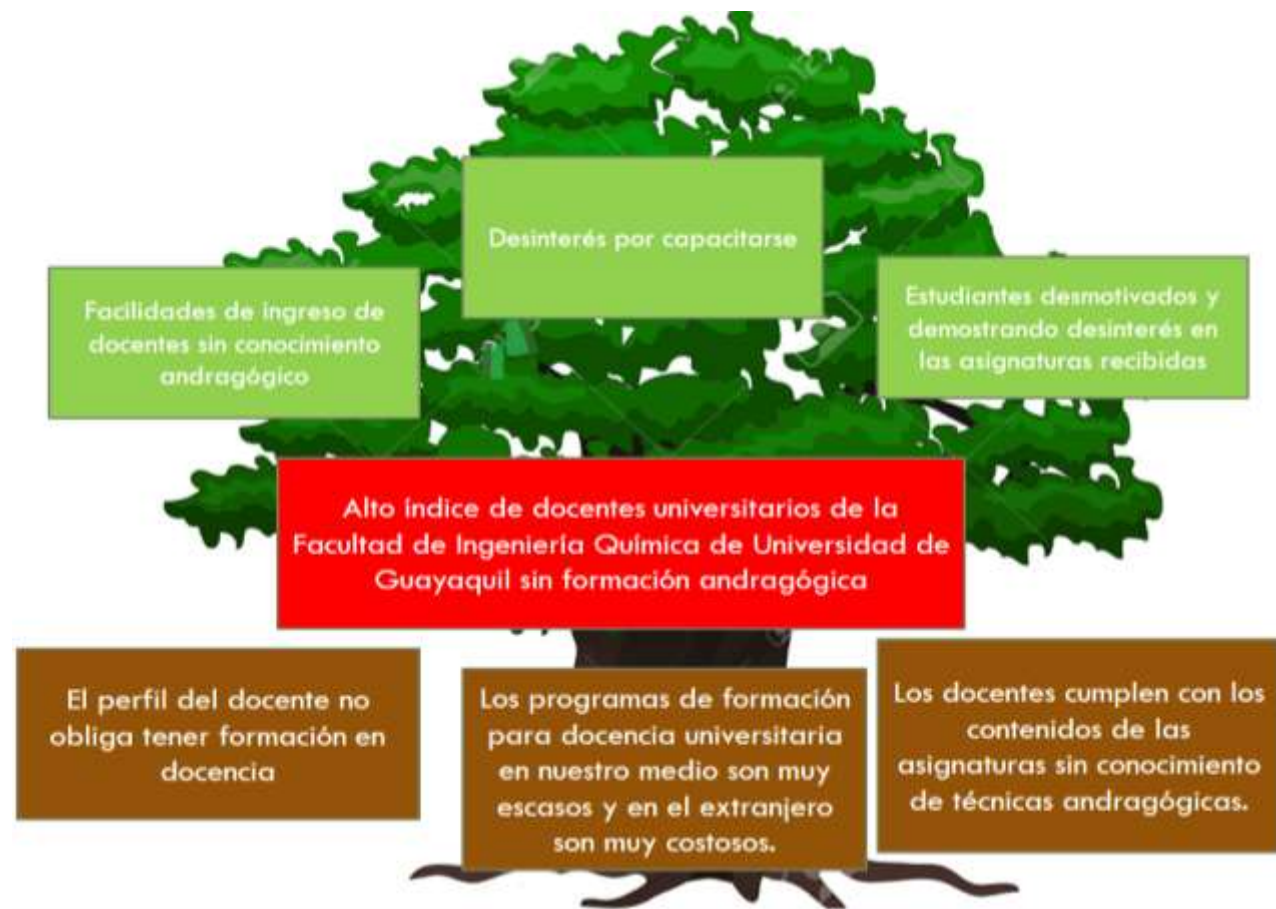 Desinterés por capacitarse
Facilidades de ingreso de
docentes sin conocimiento
andragógico
Estudiantes desmotivados y
demostrando desinterés en
las asignaturas recibidas
Alto índice de docentes universitarios de la
Facultad de Ingeniería Química de Universidad de
Guayaquil sin formación andragógica
El perfil del docente no
obliga tener formación en
docencia
Los programas de formación
para docencia universitaria
en nuestro medio son muy
escasos y en el extranjero
son muy costosos.
Los docentes cumplen con los
contenidos de las
asignaturas sin conocimiento
de técnicas andragógicas.